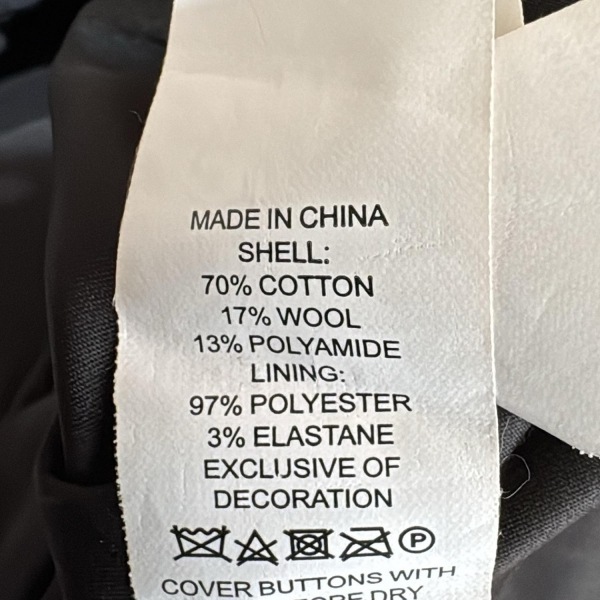 MADE IN CHINA
SHELL:
70% COTTON
17% WOOL
13% POLYAMIDE
LINING:
97% POLYESTER
3% ELASTANE
EXCLUSIVE OF
DECORATION
P
COVER BUTTONS WITH
DRY